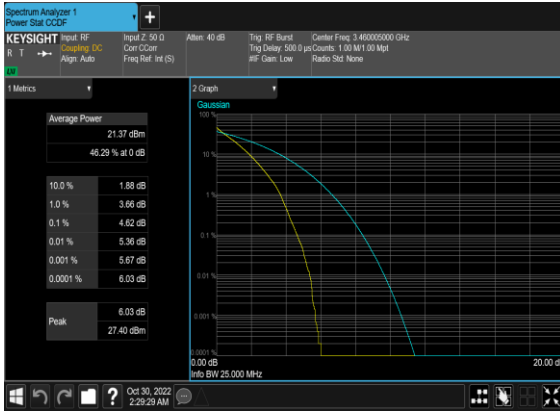 Spectrum Analyzer 1
Power Stat CCDF
KEYSIGHT
R T
Input: RF
Coupling: DC
Align: Auto
Input Z: 50 Ω
Corr CCorr
Freq Ref: Int (S)
Atten: 40 dB
Trig: RF Burst
Trig Delay: 500.0 µs
#IF Gain: Low
Center Freq: 3.460005000 GHz
Counts: 1.00 M/1.00 Mpt
Radio Std: None
1 Metrics
Average Power
21.37 dBm
46.29 % at 0 dB
10.0 % 1.88 dB
1.0 % 3.66 dB
0.1 % 4.62 dB
0.01 % 5.36 dB
0.001 % 5.67 dB
0.0001 % 6.03 dB
Peak
6.03 dB
27.40 dBm
2 Graph
Gaussian
100 %
10 %
1 %
0.1 %
0.01 %
0.001 %
0.0001 %
0.00 dB
20.00 d
Info BW 25.000 MHz
?
Oct 30, 2022
2:29:29 AM